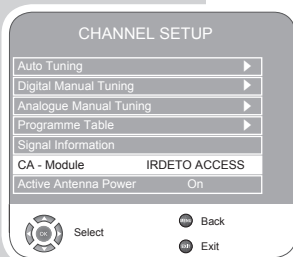 CHANNEL SETUP
Auto Tuning
Digital Manual Tuning
Analogue Manual Tuning
Programme Table
Signal Information
CA - Module IRDETO ACCESS
Active Antenna Power On
OK Select
MENU Back
EXIT Exit